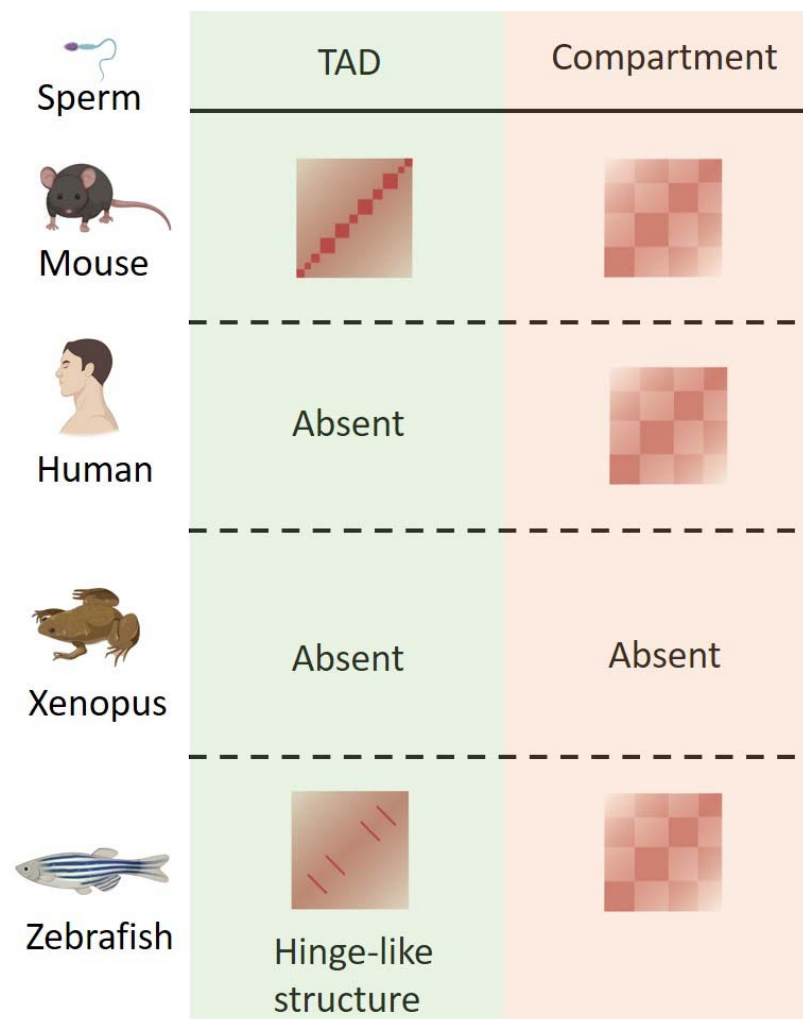 Sperm
TAD
Compartment
Mouse
Human
Absent
Xenopus
Absent
Absent
Zebrafish
Hinge-like
structure